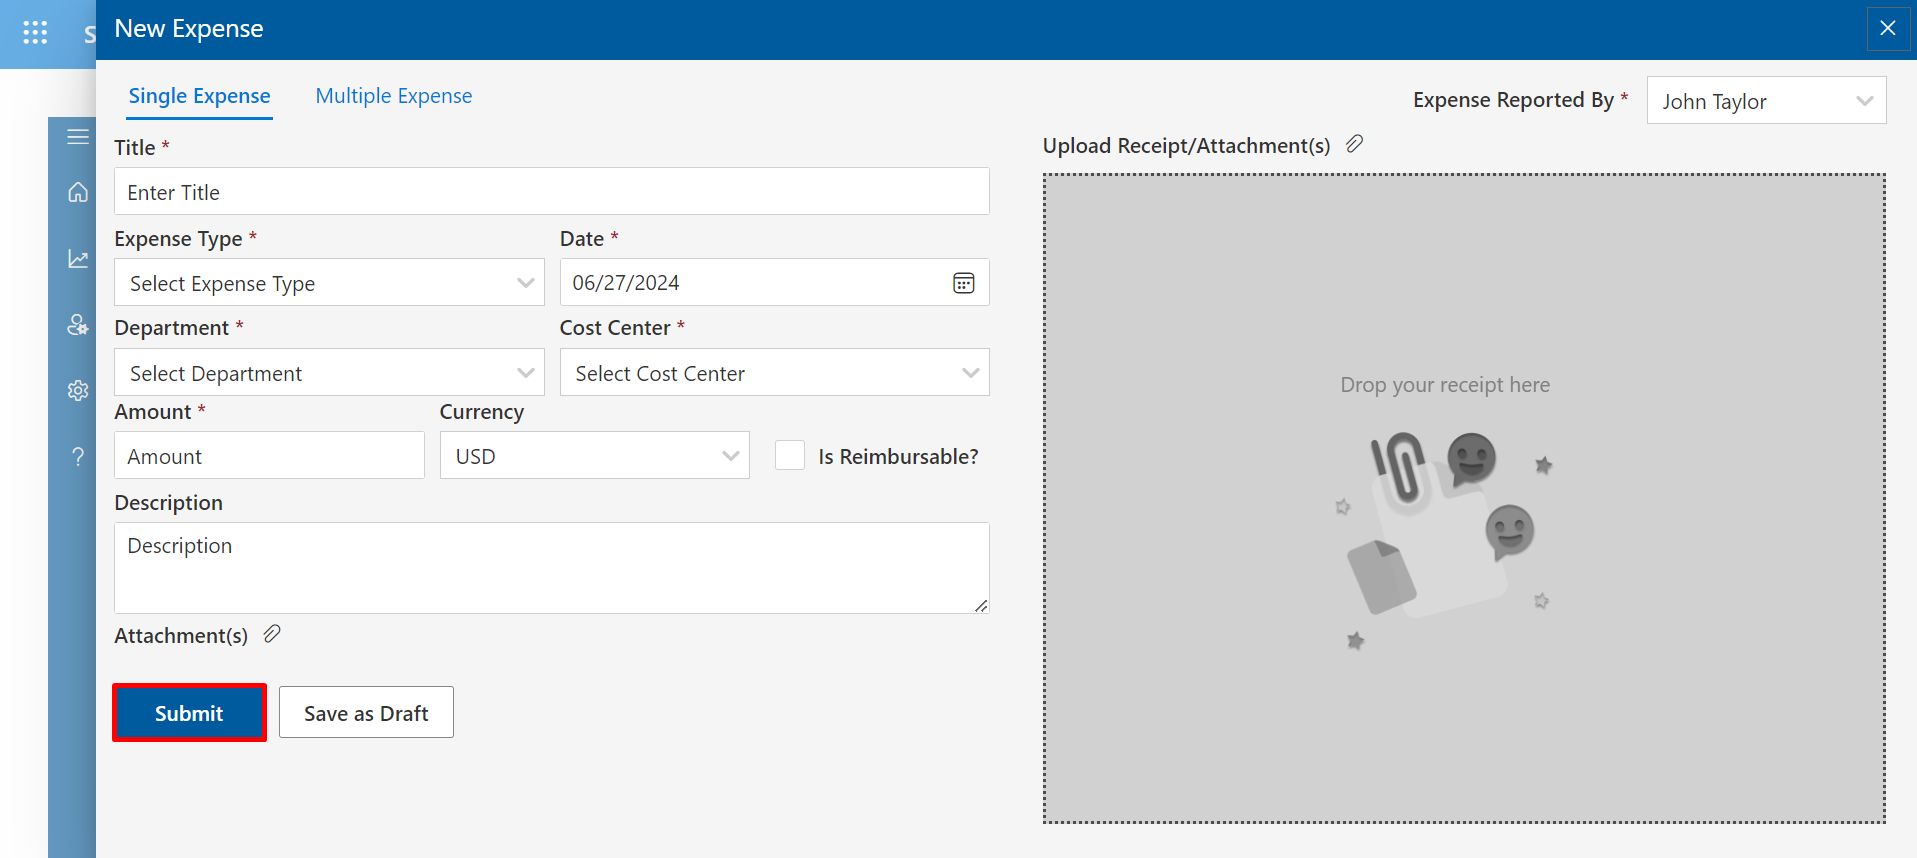 S
New Expense
Single Expense
Multiple Expense
Expense Reported By *
John Taylor
Title *
Enter Title
Upload Receipt/Attachment(s)
Expense Type *
Date *
Select Expense Type
06/27/2024
Department *
Cost Center *
Select Department
Select Cost Center
Amount *
Currency
Amount
USD
Is Reimbursable?
Description
Description
Attachment(s)
Submit
Save as Draft
Drop your receipt here